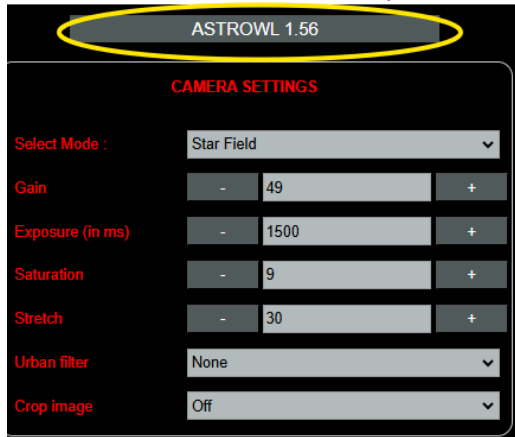 ASTROWL 1.56
CAMERA SETTINGS
Select Mode : Star Field
Gain - 49 +
Exposure (in ms) - 1500 +
Saturation - 9 +
Stretch - 30 +
Urban filter None
Crop image Off